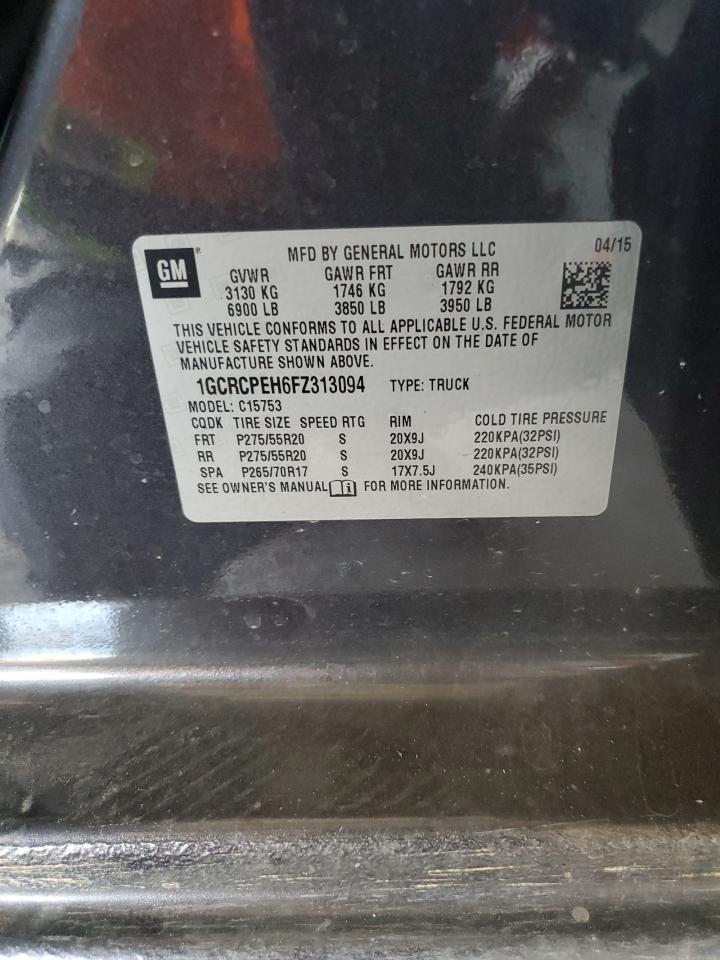 GM®
MFD BY GENERAL MOTORS LLC 04/15
GVWR GAWR FRT GAWR RR
3130 KG 1746 KG 1792 KG
6900 LB 3850 LB 3950 LB
THIS VEHICLE CONFORMS TO ALL APPLICABLE U.S. FEDERAL MOTOR
VEHICLE SAFETY STANDARDS IN EFFECT ON THE DATE OF
MANUFACTURE SHOWN ABOVE.
1GCRCPEH6FZ313094 TYPE: TRUCK
MODEL: C15753
CQDK TIRE SIZE SPEED RTG RIM COLD TIRE PRESSURE
FRT P275/55R20 S 20X9J 220KPA(32PSI)
RR P275/55R20 S 20X9J 220KPA(32PSI)
SPA P265/70R17 S 17X7.5J 240KPA(35PSI)
SEE OWNER'S MANUAL FOR MORE INFORMATION.